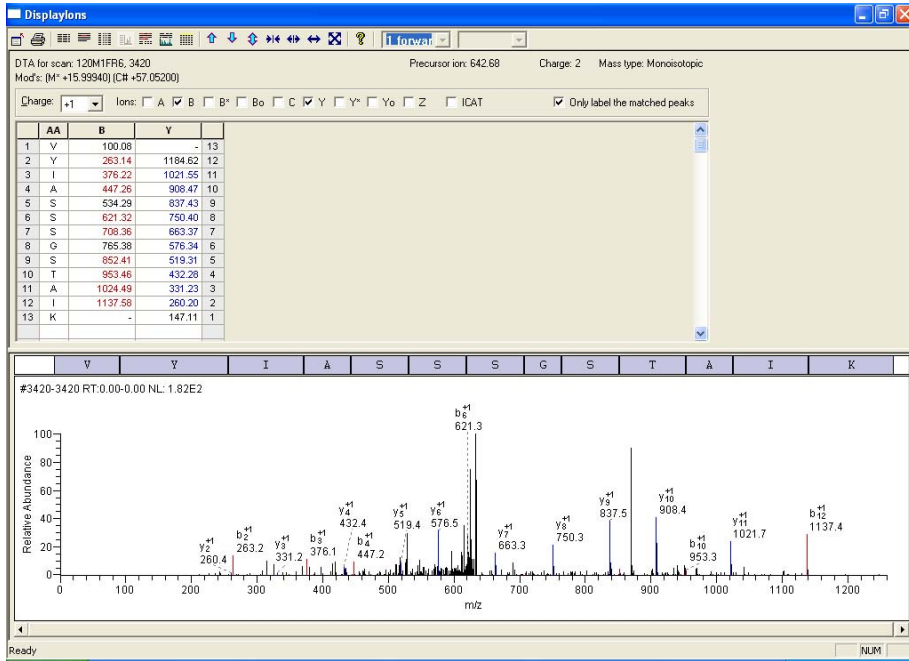 DisplayIons
1 forwar
DTA for scan: 120M1FR6, 3420 Precursor ion: 642.68 Charge: 2 Mass type: Monoisotopic
Mod's: (M* +15.99940) (C# +57.05200)
Charge: +1 Ions: A B B* Bo C Y Y* Yo Z ICAT Only label the matched peaks
AA B Y
1 V 100.08 - 13
2 Y 263.14 1184.62 12
3 I 376.22 1021.55 11
4 A 447.26 908.47 10
5 S 534.29 837.43 9
6 S 621.32 750.40 8
7 S 708.36 663.37 7
8 G 765.38 576.34 6
9 S 852.41 519.31 5
10 T 953.46 432.28 4
11 A 1024.49 331.23 3
12 I 1137.58 260.20 2
13 K - 147.11 1
V Y I A S S S G S T A I K
#3420-3420 RT:0.00-0.00 NL: 1.82E2
Relative Abundance
100
80
60
40
20
0
y2+1
260.4
b2+1
263.2
y3+1
331.2
b3+1
376.1
y4+1
432.4
b4+1
447.2
y5+1
519.4
y6+1
576.5
b6+1
621.3
y7+1
663.3
y8+1
750.3
y9+1
837.5
y10+1
908.4
b10+1
953.3
y11+1
1021.7
b12+1
1137.4
0 100 200 300 400 500 600 700 800 900 1000 1100 1200
m/z
Ready NUM